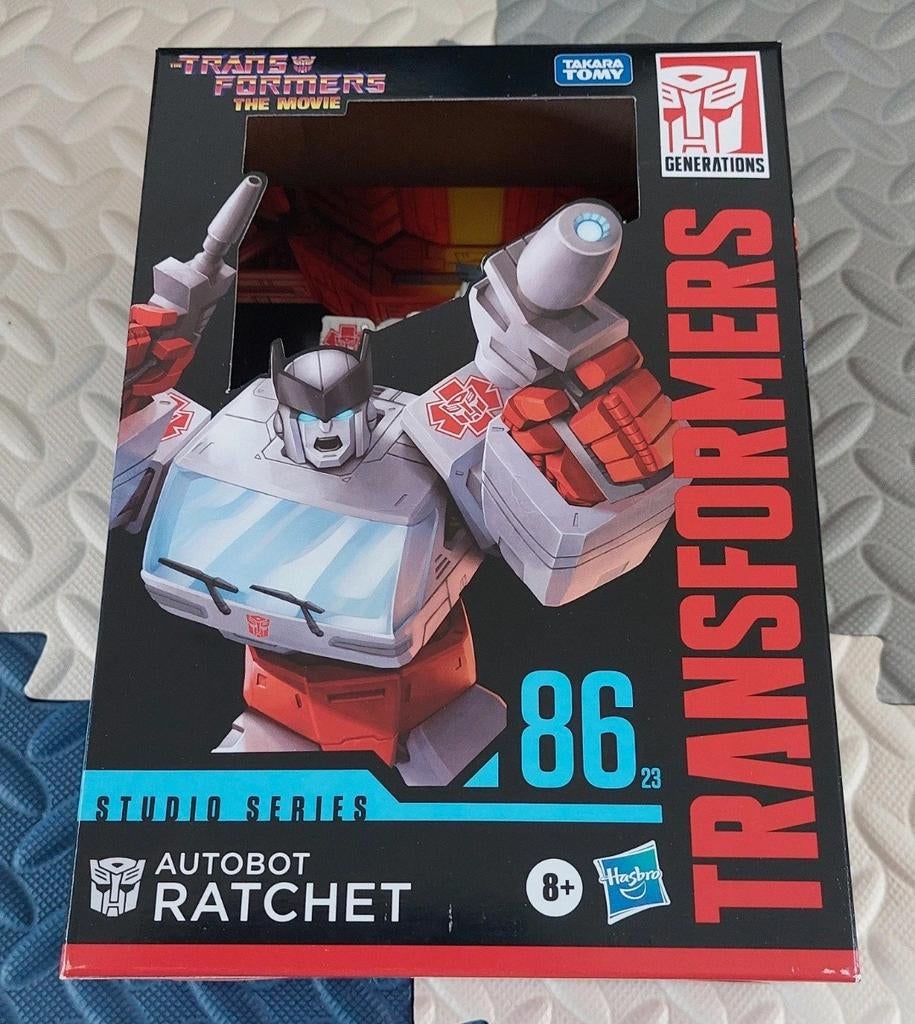 THE TRANSFORMERS
THE MOVIE
TAKARA
TOMY
GENERATIONS
TRANSFORMERS
86 23
STUDIO SERIES
AUTOBOT
RATCHET
8+
Hasbro